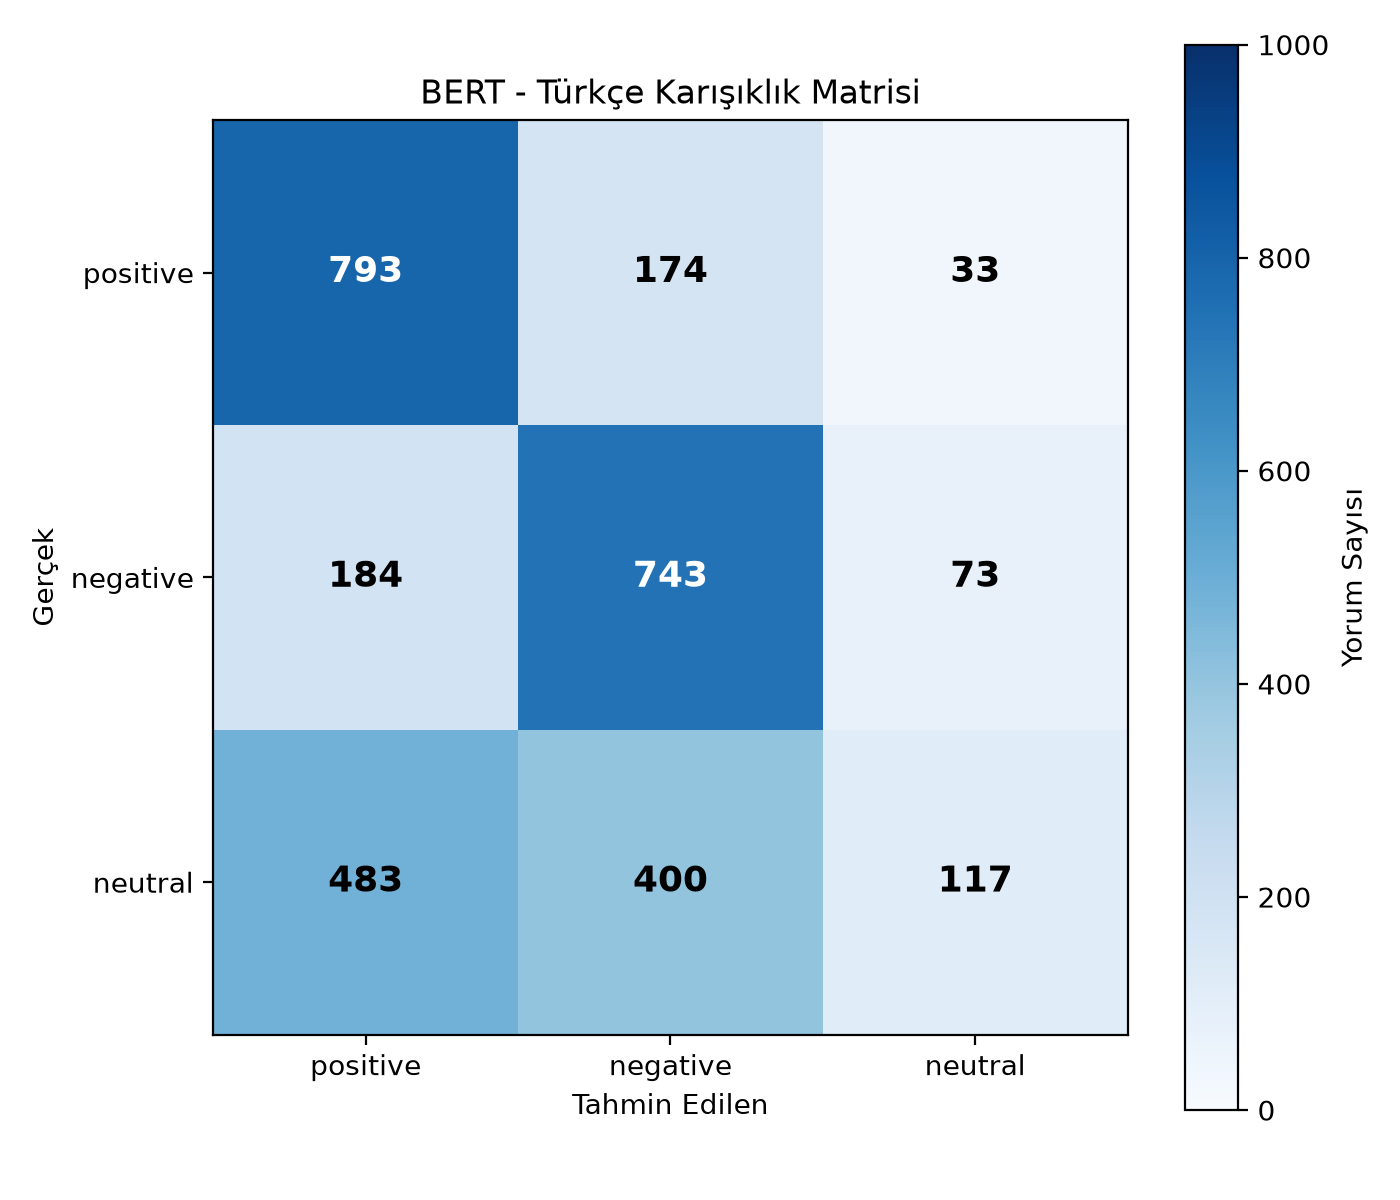 BERT - Türkçe Karışıklık Matrisi
positive 793 174 33
negative 184 743 73
neutral 483 400 117
positive negative neutral
Tahmin Edilen
Gerçek
1000
800
600
400
200
0
Yorum Sayısı